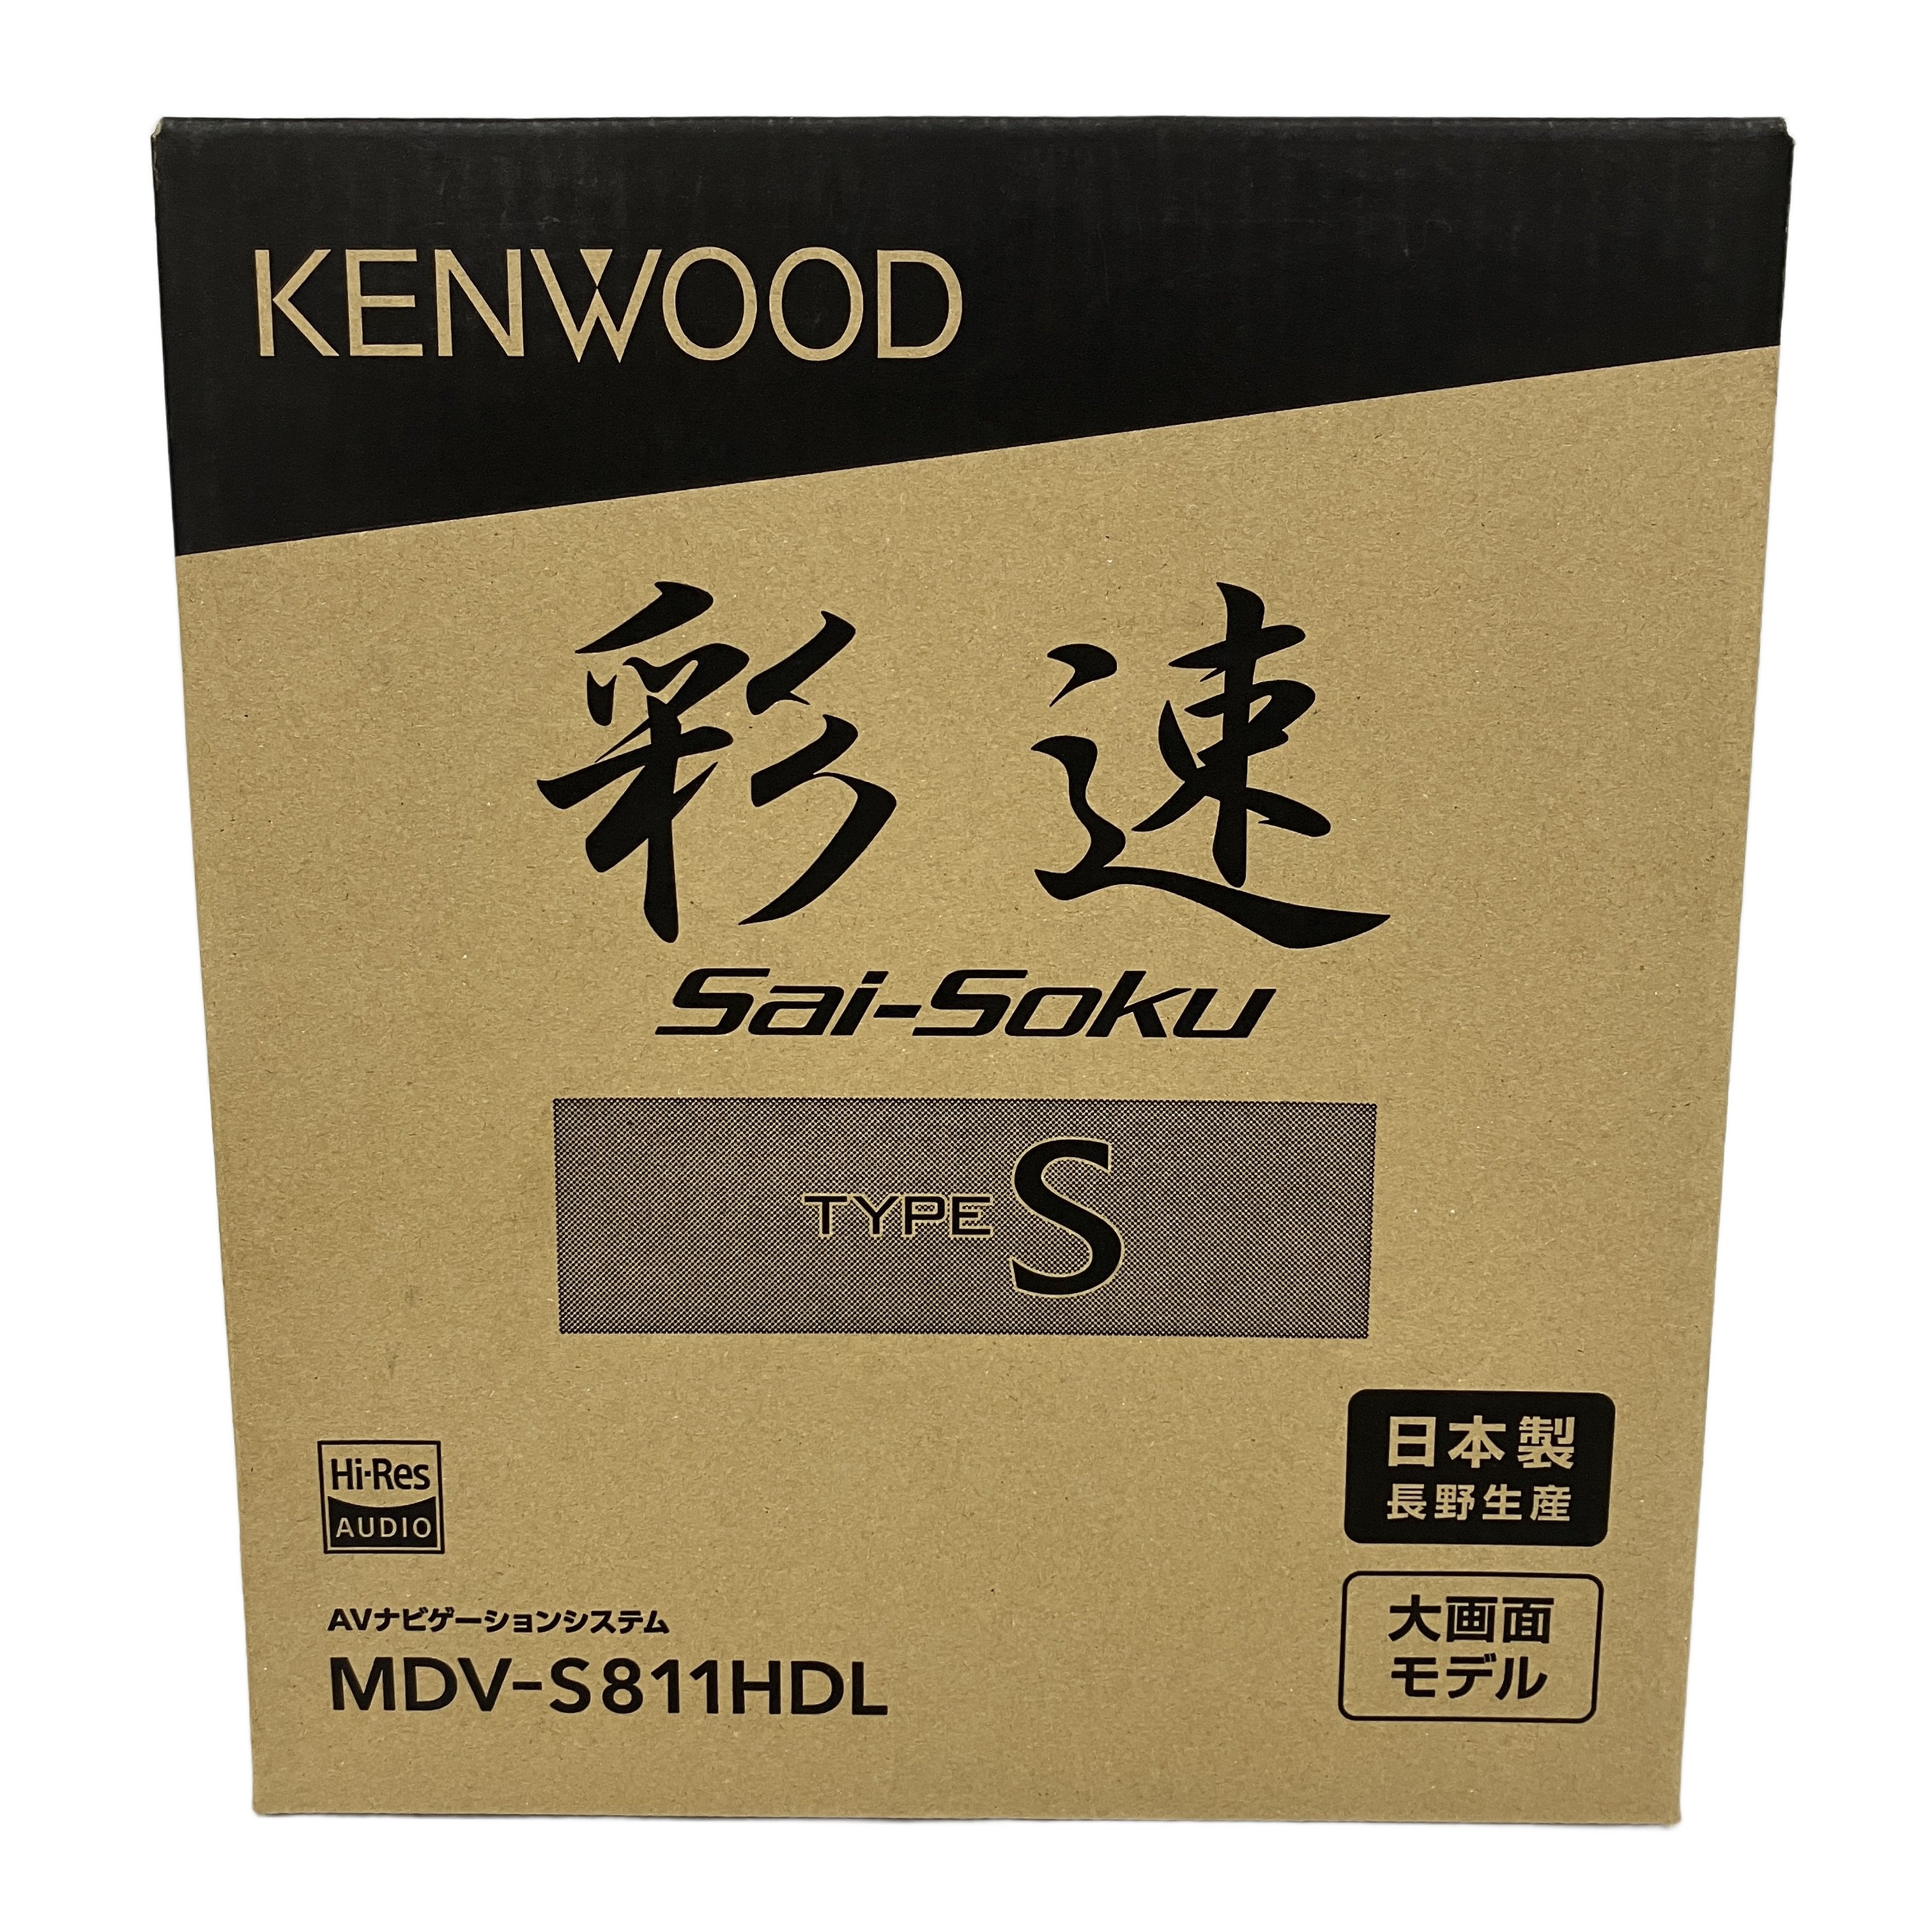 KENWOOD
彩速
Sai-Soku
TYPE S
Hi-Res
AUDIO
日本製
長野生産
AVナビゲーションシステム
MDV-S811HDL
大画面
モデル